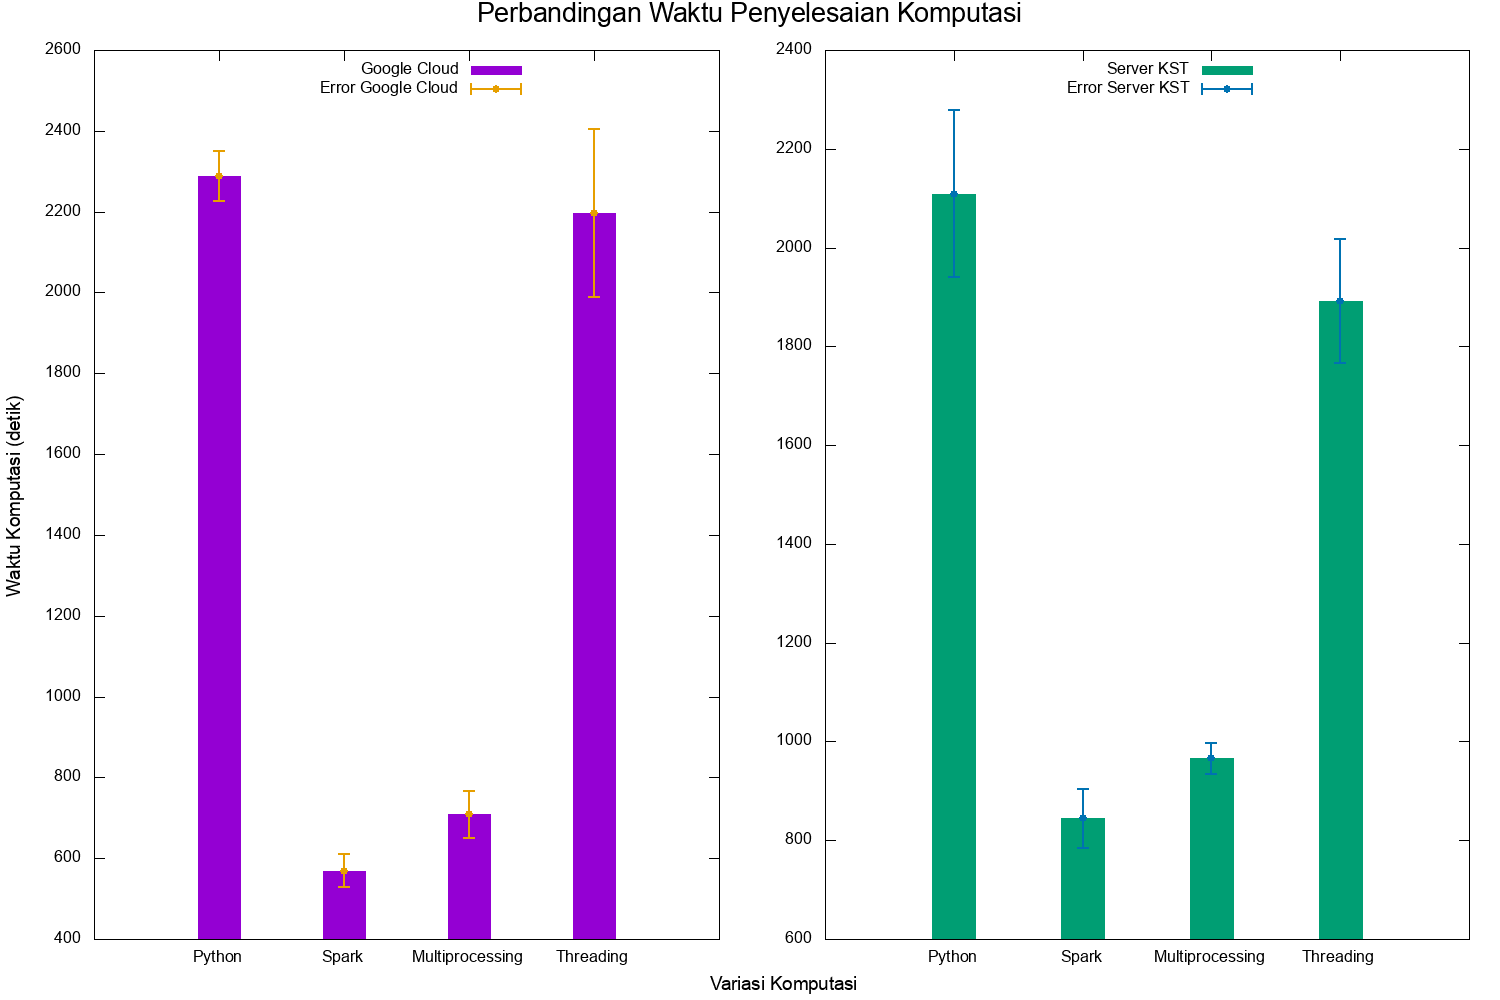 Perbandingan Waktu Penyelesaian Komputasi
Waktu Komputasi (detik)
Google Cloud
Error Google Cloud
2600
2400
2200
2000
1800
1600
1400
1200
1000
800
600
400
Python Spark Multiprocessing Threading
Server KST
Error Server KST
2400
2200
2000
1800
1600
1400
1200
1000
800
600
Python Spark Multiprocessing Threading
Variasi Komputasi